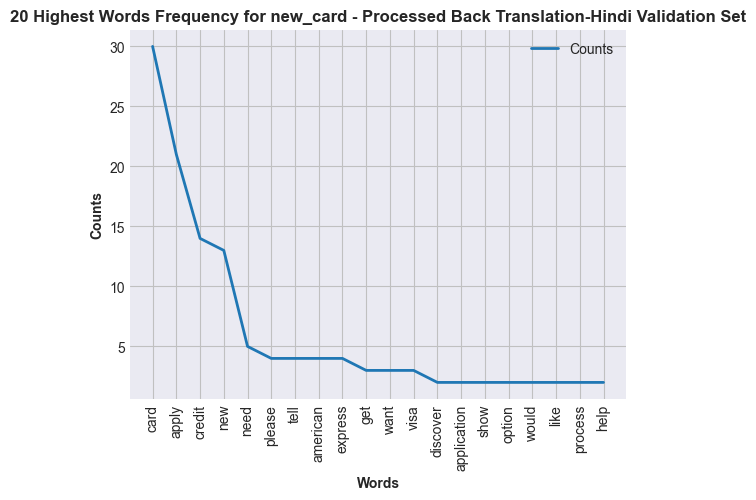 20 Highest Words Frequency for new_card - Processed Back Translation-Hindi Validation Set
Counts
30
25
20
15
10
5
Counts
card
apply
credit
new
need
please
tell
american
express
get
want
visa
discover
application
show
option
would
like
process
help
Words